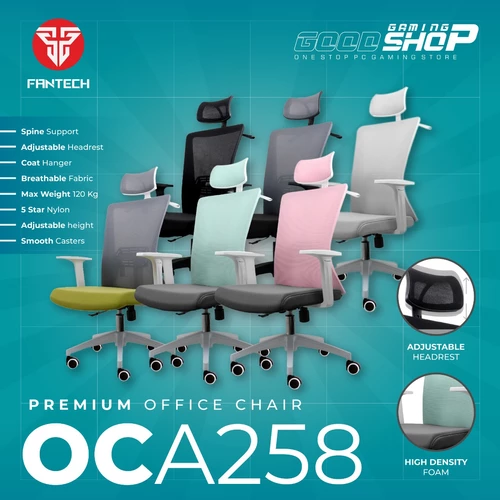 FANTECH
GAMING
GOOD SHOP
ONE STOP PC GAMING STORE
Spine Support
Adjustable Headrest
Coat Hanger
Breathable Fabric
Max Weight 120 Kg
5 Star Nylon
Adjustable height
Smooth Casters
ADJUSTABLE
HEADREST
PREMIUM OFFICE CHAIR
OCA258
HIGH DENSITY
FOAM